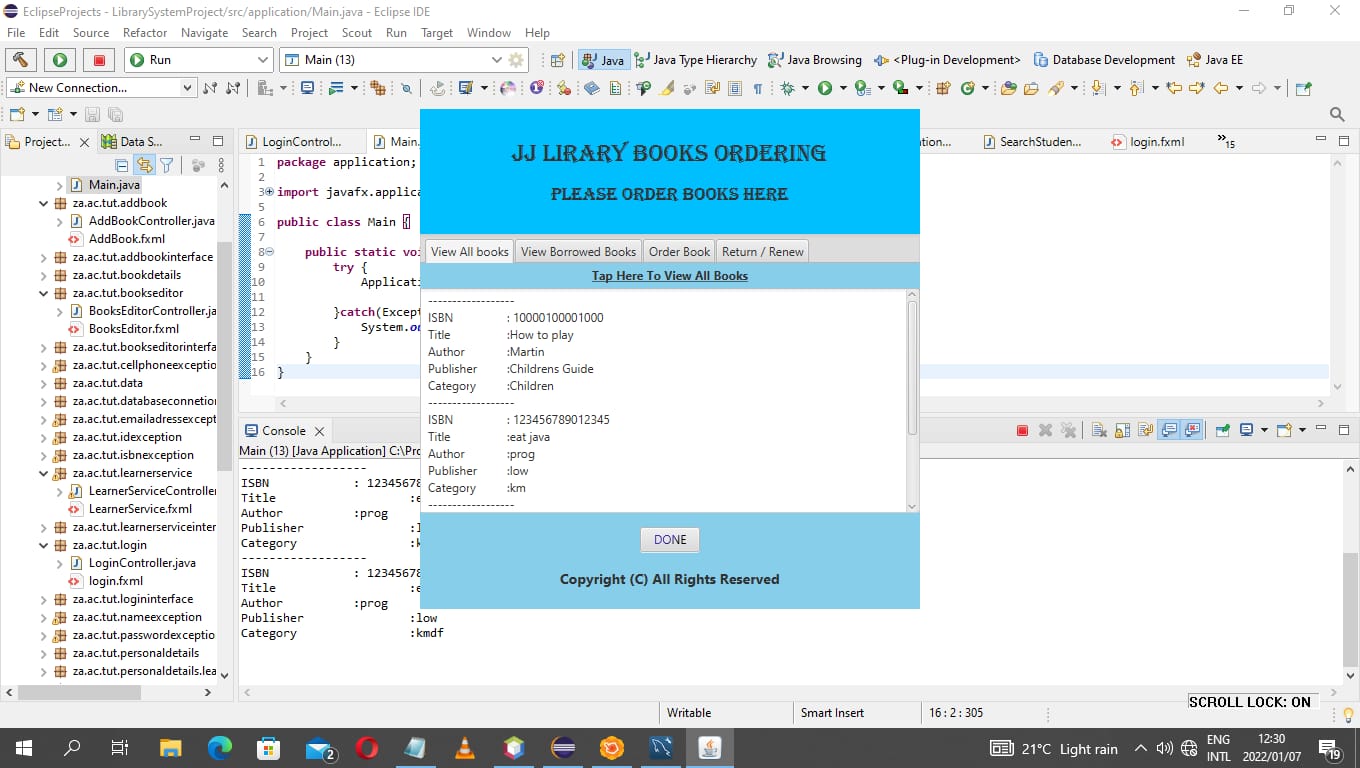 EclipseProjects - LibrarySystemProject/src/application/Main.java - Eclipse IDE
File Edit Source Refactor Navigate Search Project Scout Run Target Window Help
Run Main (13) Java Java Type Hierarchy Java Browsing <Plug-in Development> Database Development Java EE
New Connection...
Project... Data S... LoginControl... Main. SearchStuden... login.fxml »15
Main.java
za.ac.tut.addbook
AddBookController.java
AddBook.fxml
za.ac.tut.addbookinterface
za.ac.tut.bookdetails
za.ac.tut.bookseditor
BooksEditorController.ja
BooksEditor.fxml
za.ac.tut.bookseditorinterfa
za.ac.tut.cellphoneexceptio
za.ac.tut.data
za.ac.tut.databaseconnetior
za.ac.tut.emailadressexcept
za.ac.tut.idexception
za.ac.tut.isbnexception
za.ac.tut.learnerservice
LearnerServiceController
LearnerService.fxml
za.ac.tut.learnerserviceinter
za.ac.tut.login
LoginController.java
login.fxml
za.ac.tut.logininterface
za.ac.tut.nameexception
za.ac.tut.passwordexceptio
za.ac.tut.personaldetails
za.ac.tut.personaldetails.lea
1 package application;
2
3 import javafx.applica
5
6 public class Main {
7
8 public static voi
9 try {
10 Applicati
11
12 }catch(Except
13 System.ou
14 }
15 }
16 }
JJ LIRARY BOOKS ORDERING
PLEASE ORDER BOOKS HERE
View All books View Borrowed Books Order Book Return / Renew
Tap Here To View All Books
------------------
ISBN : 10000100001000
Title :How to play
Author :Martin
Publisher :Childrens Guide
Category :Children
------------------
ISBN : 123456789012345
Title :eat java
Author :prog
Publisher :low
Category :km
------------------
DONE
Copyright (C) All Rights Reserved
Console
Main (13) [Java Application] C:\Pro
------------------
ISBN : 12345678
Title :e
Author :prog
Publisher :l
Category :k
------------------
ISBN : 12345678
Title :e
Author :prog
Publisher :low
Category :kmdf
SCROLL LOCK: ON
Writable Smart Insert 16 : 2 : 305
2 21°C Light rain ENG INTL 12:30 2022/01/07 19